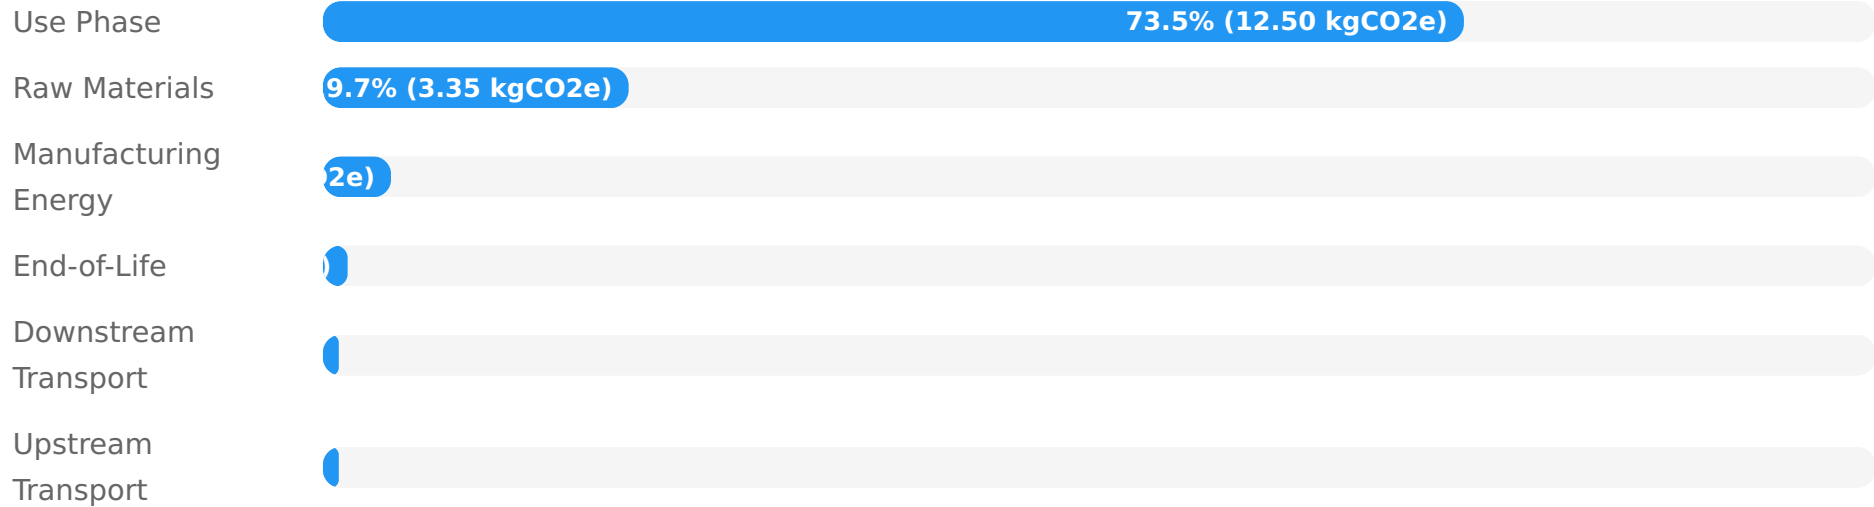 Use Phase
73.5% (12.50 kgCO2e)
Raw Materials
9.7% (3.35 kgCO2e)
Manufacturing
Energy
2e)
End-of-Life
)
Downstream
Transport
Upstream
Transport